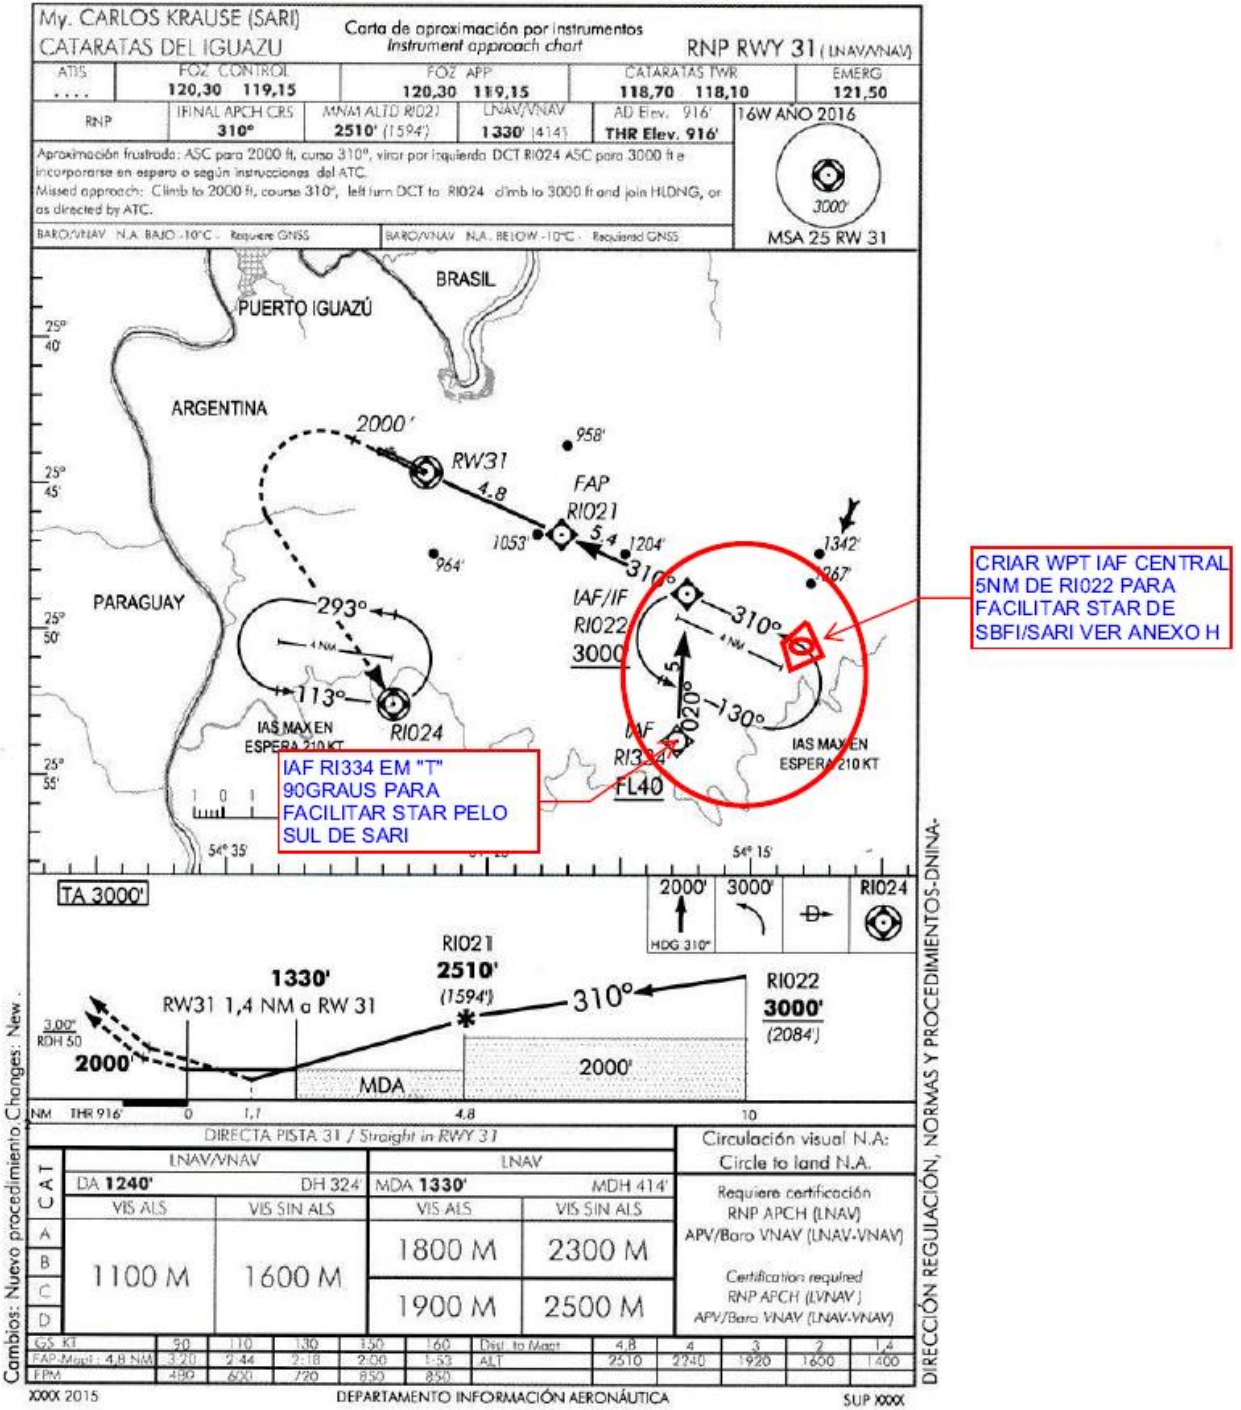 My. CARLOS KRAUSE (SARI)
CATARATAS DEL IGUAZU
Carta de aproximación por instrumentos
Instrument approach chart
RNP RWY 31 (LNAV/VNAV)
ATIS
. . . .
FOZ CONTROL
120,30 119,15
FOZ APP
120,30 119,15
CATARATAS TWR
118,70 118,10
EMERG
121,50
RNP
IFINAL APCH CRS
310°
MNM ALTD RI021
2510' (1594')
LNAV/VNAV
1330' (414)
AD Elev. 916'
THR Elev. 916'
16W AÑO 2016
3000'
MSA 25 RW 31
Aproximación frustrada: ASC para 2000 ft, curso 310°, virar por izquierda DCT RI024 ASC para 3000 ft e
incorporarse en espera o según instrucciones del ATC.
Missed approach: Climb to 2000 ft, course 310°, left turn DCT to RI024 climb to 3000 ft and join HLDNG, or
as directed by ATC.
BARO/VNAV N.A. BAJO -10°C - Requiere GNSS
BARO/VNAV N.A. BELOW -10°C - Requiered GNSS
BRASIL
PUERTO IGUAZÚ
25°
40'
ARGENTINA
2000'
958'
RW31
25°
45'
4.8
FAP
RI021
1053'
5.4
1204'
1342'
1267'
964'
310°
PARAGUAY
293°
IAF/IF
RI022
3000'
310°
4 NM
CRIAR WPT IAF CENTRAL
5NM DE RI022 PARA
FACILITAR STAR DE
SBFI/SARI VER ANEXO H
25°
50'
4 NM
113°
RI024
5
020°
130°
IAS MAX EN
ESPERA 210 KT
IAF
RI334
FL40
IAS MAX EN
ESPERA 210 KT
IAF RI334 EM "T"
90GRAUS PARA
FACILITAR STAR PELO
SUL DE SARI
25°
55'
1 0 1
54° 35'
54° 15'
TA 3000'
2000'
HDG 310°
3000'
D
RI024
RI021
2510'
(1594')
1330'
RW31 1,4 NM a RW 31
310°
RI022
3000'
(2084')
3,00°
RDH 50
2000'
MDA
2000'
NM THR 916' 0 1,1 4.8 10
DIRECTA PISTA 31 / Straight in RWY 31
Circulación visual N.A:
Circle to land N.A.
CAT
LNAV/VNAV
LNAV
DA 1240' DH 324'
MDA 1330' MDH 414'
VIS ALS VIS SIN ALS VIS ALS VIS SIN ALS
A
B
C
D
1100 M 1600 M
1800 M 2300 M
1900 M 2500 M
Requiere certificación
RNP APCH (LNAV)
APV/Baro VNAV (LNAV-VNAV)
Certification required
RNP APCH (LVNAV )
APV/Baro VNAV (LNAV-VNAV)
GS KT 90 110 130 150 160 Dist. to Mapt 4,8 4 3 2 1,4
FAP-Mapt : 4,8 NM 3:20 2:44 2:18 2:00 1:53 ALT 2510 2240 1920 1600 1400
FPM 480 600 720 850 850
XXXX 2015
DEPARTAMENTO INFORMACIÓN AERONÁUTICA
SUP XXXX
Cambios: Nuevo procedimiento. Changes: New .
DIRECCIÓN REGULACIÓN, NORMAS Y PROCEDIMIENTOS-DNINA-